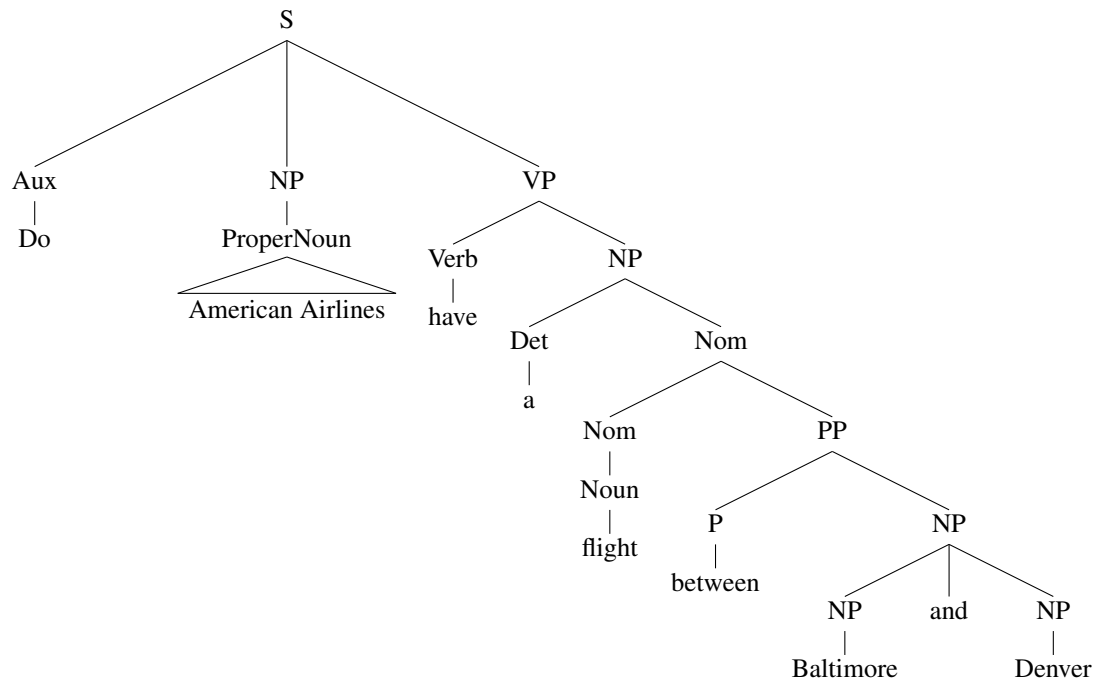 S
Aux NP VP
Do ProperNoun Verb NP
American Airlines have Det Nom
a Nom PP
Noun P NP
flight between NP and NP
Baltimore Denver